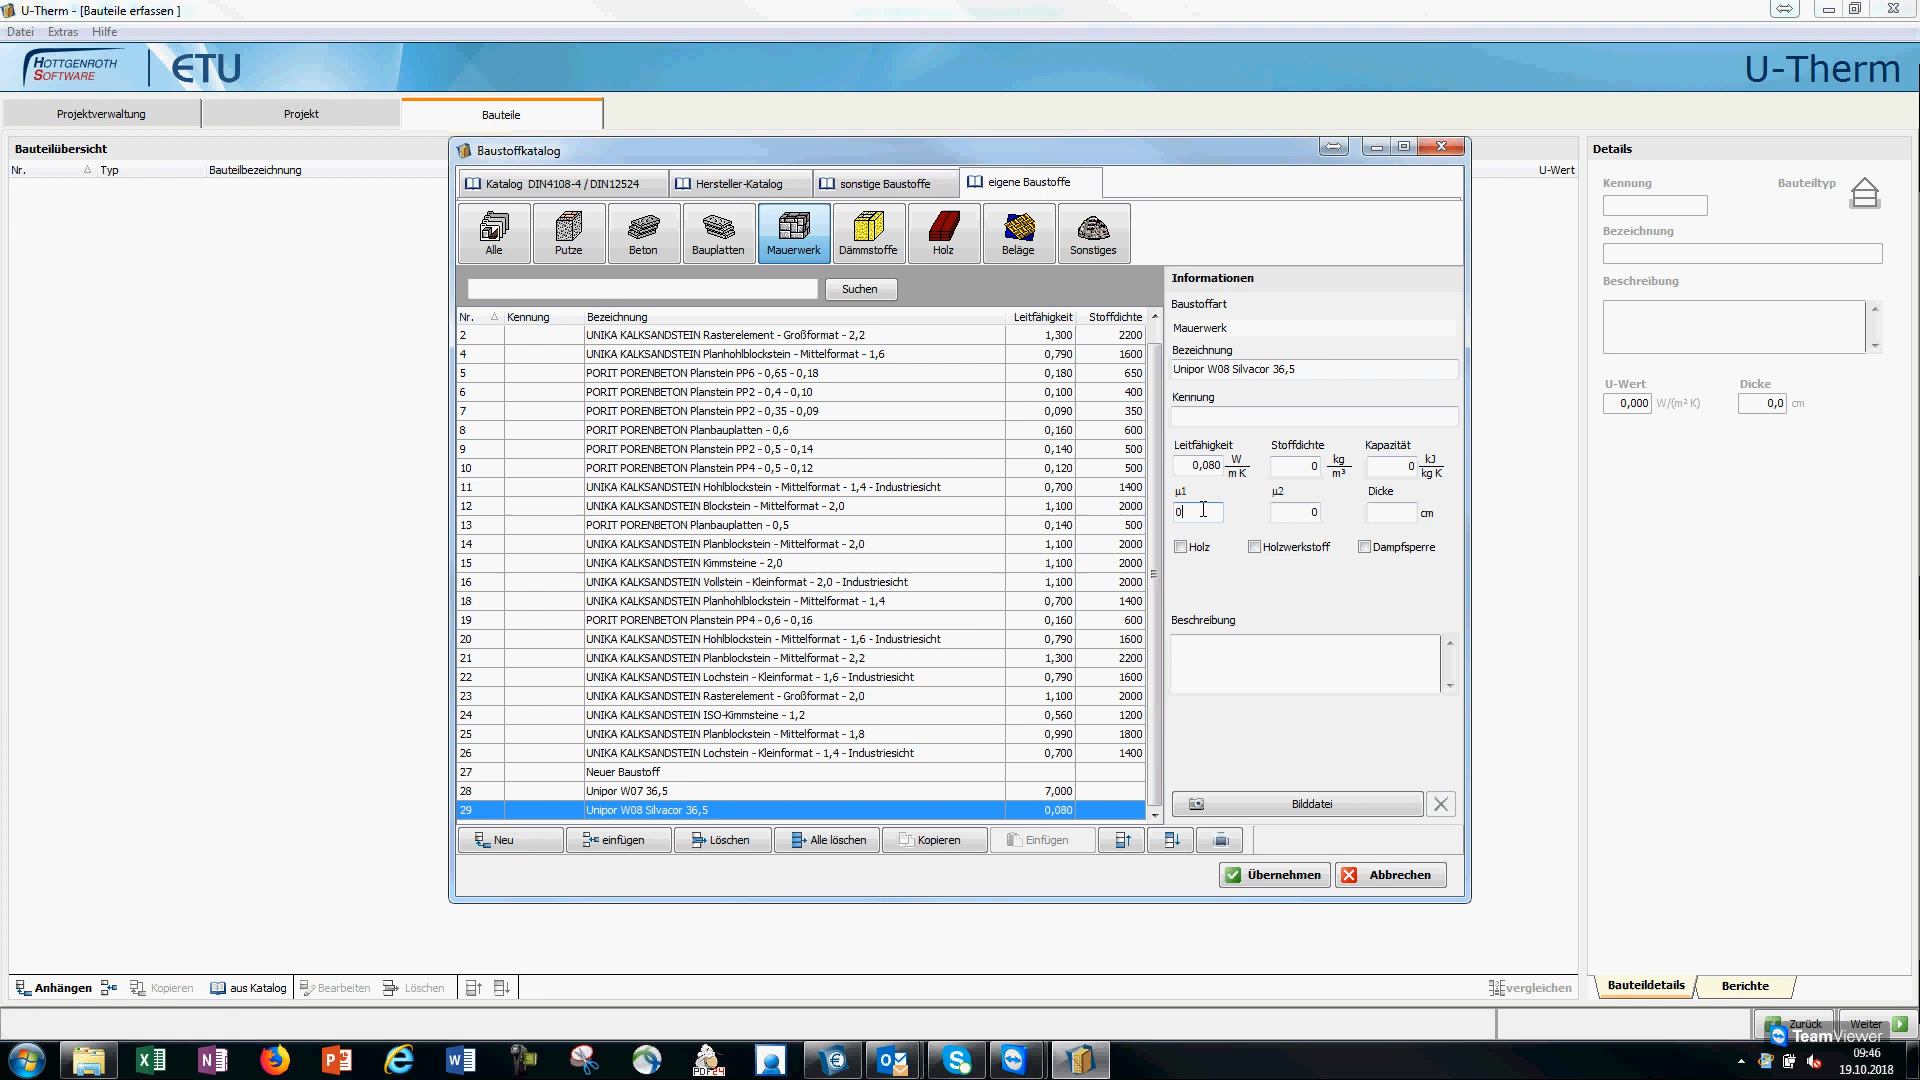 U-Therm - [Bauteile erfassen ]
Datei Extras Hilfe
HOTTGENROTH SOFTWARE ETU
U-Therm
Projektverwaltung Projekt Bauteile
Bauteilübersicht
Nr. Typ Bauteilbezeichnung U-Wert
Baustoffkatalog
Katalog DIN4108-4 / DIN12524 Hersteller-Katalog sonstige Baustoffe eigene Baustoffe
Alle Putze Beton Bauplatten Mauerwerk Dämmstoffe Holz Beläge Sonstiges
Suchen
Nr. Kennung Bezeichnung Leitfähigkeit Stoffdichte
2 UNIKA KALKSANDSTEIN Rasterelement - Großformat - 2,2 1,300 2200
4 UNIKA KALKSANDSTEIN Planhohlblockstein - Mittelformat - 1,6 0,790 1600
5 PORIT PORENBETON Planstein PP6 - 0,65 - 0,18 0,180 650
6 PORIT PORENBETON Planstein PP2 - 0,4 - 0,10 0,100 400
7 PORIT PORENBETON Planstein PP2 - 0,35 - 0,09 0,090 350
8 PORIT PORENBETON Planbauplatten - 0,6 0,160 600
9 PORIT PORENBETON Planstein PP2 - 0,5 - 0,14 0,140 500
10 PORIT PORENBETON Planstein PP4 - 0,5 - 0,12 0,120 500
11 UNIKA KALKSANDSTEIN Hohlblockstein - Mittelformat - 1,4 - Industriesicht 0,700 1400
12 UNIKA KALKSANDSTEIN Blockstein - Mittelformat - 2,0 1,100 2000
13 PORIT PORENBETON Planbauplatten - 0,5 0,140 500
14 UNIKA KALKSANDSTEIN Planblockstein - Mittelformat - 2,0 1,100 2000
15 UNIKA KALKSANDSTEIN Kimmsteine - 2,0 1,100 2000
16 UNIKA KALKSANDSTEIN Vollstein - Kleinformat - 2,0 - Industriesicht 1,100 2000
18 UNIKA KALKSANDSTEIN Planhohlblockstein - Mittelformat - 1,4 0,700 1400
19 PORIT PORENBETON Planstein PP4 - 0,6 - 0,16 0,160 600
20 UNIKA KALKSANDSTEIN Hohlblockstein - Mittelformat - 1,6 - Industriesicht 0,790 1600
21 UNIKA KALKSANDSTEIN Planblockstein - Mittelformat - 2,2 1,300 2200
22 UNIKA KALKSANDSTEIN Lochstein - Kleinformat - 1,6 - Industriesicht 0,790 1600
23 UNIKA KALKSANDSTEIN Rasterelement - Großformat - 2,0 1,100 2000
24 UNIKA KALKSANDSTEIN ISO-Kimmsteine - 1,2 0,560 1200
25 UNIKA KALKSANDSTEIN Planblockstein - Mittelformat - 1,8 0,990 1800
26 UNIKA KALKSANDSTEIN Lochstein - Kleinformat - 1,4 - Industriesicht 0,700 1400
27 Neuer Baustoff
28 Unipor W07 36,5 7,000
29 Unipor W08 Silvacor 36,5 0,080
Neu einfügen Löschen Alle löschen Kopieren Einfügen
Informationen
Baustoffart
Mauerwerk
Bezeichnung
Unipor W08 Silvacor 36,5
Kennung
Leitfähigkeit Stoffdichte Kapazität
0,080 W/m K 0 kg/m³ 0 kJ/kg K
µ1 µ2 Dicke
0 0 cm
Holz Holzwerkstoff Dampfsperre
Beschreibung
Bilddatei
Übernehmen Abbrechen
Details
Kennung Bauteiltyp
Bezeichnung
Beschreibung
U-Wert Dicke
0,000 W/(m² K) 0,0 cm
Anhängen Kopieren aus Katalog Bearbeiten Löschen vergleichen
Bauteildetails Berichte
Zurück Weiter
TeamViewer
PDF24
09:46
19.10.2018